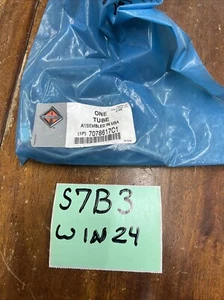 ONE
TUBE
ASSEMBLED IN USA
(1P) 7078617C1
S7B3
WIN24